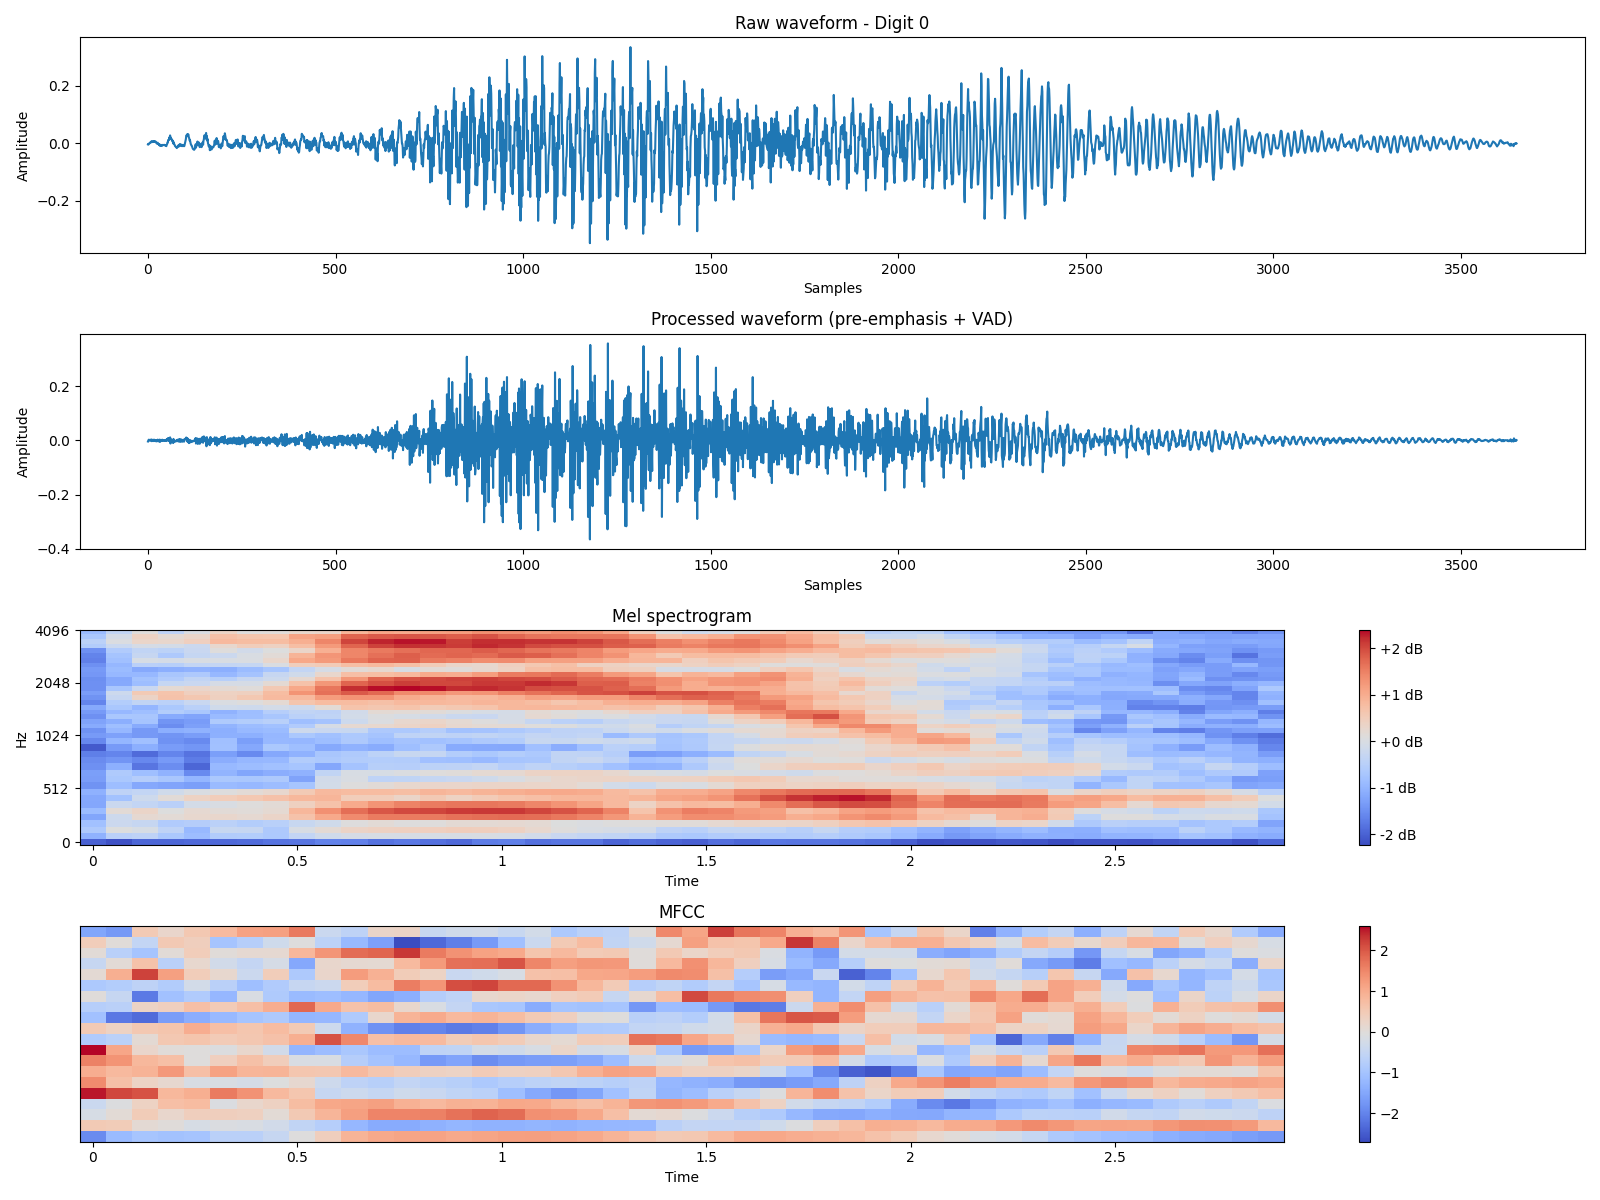 Raw waveform - Digit 0
Amplitude
0.2
0.0
−0.2
0 500 1000 1500 2000 2500 3000 3500
Samples
Processed waveform (pre-emphasis + VAD)
Amplitude
0.2
0.0
−0.2
−0.4
0 500 1000 1500 2000 2500 3000 3500
Samples
Mel spectrogram
Hz
4096
2048
1024
512
0
0 0.5 1 1.5 2 2.5
Time
+2 dB
+1 dB
+0 dB
-1 dB
-2 dB
MFCC
0 0.5 1 1.5 2 2.5
Time
2
1
0
−1
−2